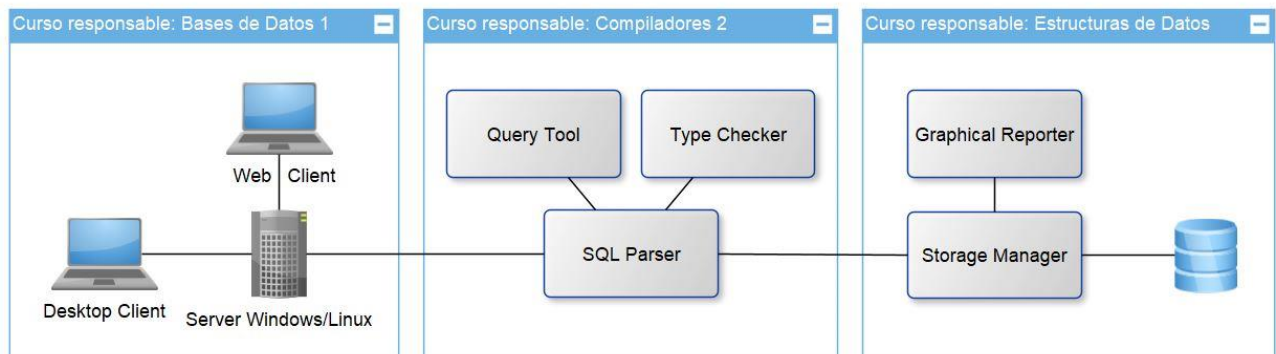 Curso responsable: Bases de Datos 1
Web Client
Desktop Client
Server Windows/Linux
Curso responsable: Compiladores 2
Query Tool
Type Checker
SQL Parser
Curso responsable: Estructuras de Datos
Graphical Reporter
Storage Manager